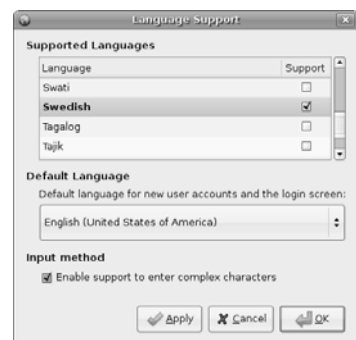 Language Support
Supported Languages
Language Support
Swati
Swedish
Tagalog
Tajik
Default Language
Default language for new user accounts and the login screen:
English (United States of America)
Input method
Enable support to enter complex characters
Apply Cancel OK